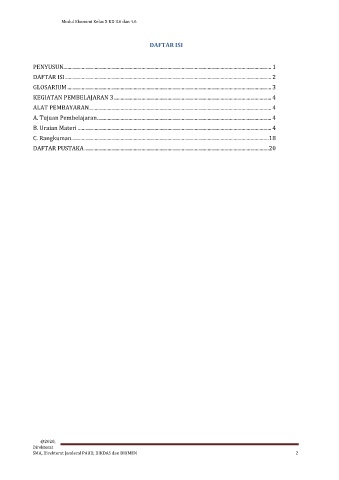 Modul Ekonomi Kelas X KD 3.6 dan 4.6
DAFTAR ISI
PENYUSUN 1
DAFTAR ISI 2
GLOSARIUM 3
KEGIATAN PEMBELAJARAN 3 4
ALAT PEMBAYARAN 4
A. Tujuan Pembelajaran 4
B. Uraian Materi 4
C. Rangkuman 18
DAFTAR PUSTAKA 20
@2020,
Direktorat
SMA, Direktorat Jenderal PAUD, DIKDAS dan DIKMEN 2